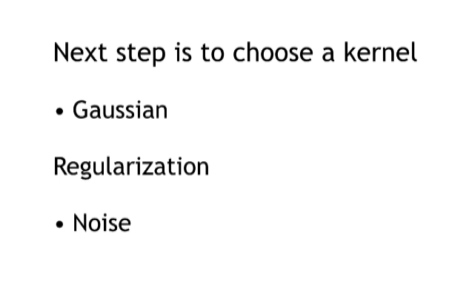 Next step is to choose a kernel
• Gaussian
Regularization
• Noise